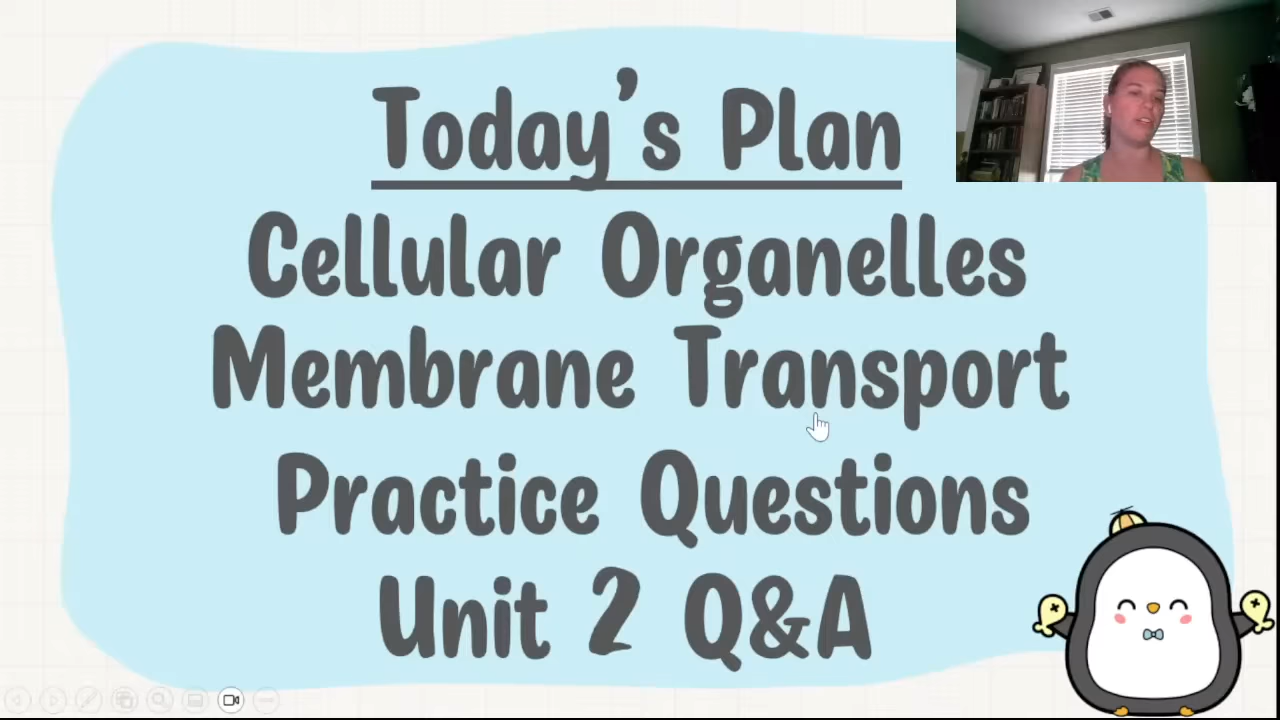 Today's Plan
Cellular Organelles
Membrane Transport
Practice Questions
Unit 2 Q&A